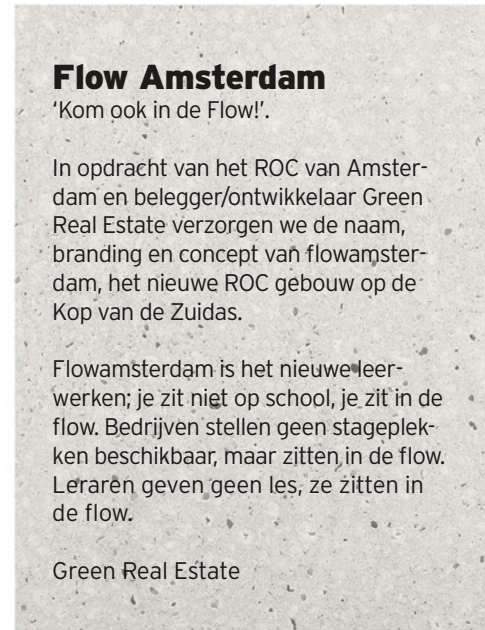 Flow Amsterdam
‘Kom ook in de Flow!’.
In opdracht van het ROC van Amster-
dam en belegger/ontwikkelaar Green
Real Estate verzorgen we de naam,
branding en concept van flowamster-
dam, het nieuwe ROC gebouw op de
Kop van de Zuidas.
Flowamsterdam is het nieuwe leer-
werken; je zit niet op school, je zit in de
flow. Bedrijven stellen geen stageplek-
ken beschikbaar, maar zitten in de flow.
Leraren geven geen les, ze zitten in
de flow.
Green Real Estate